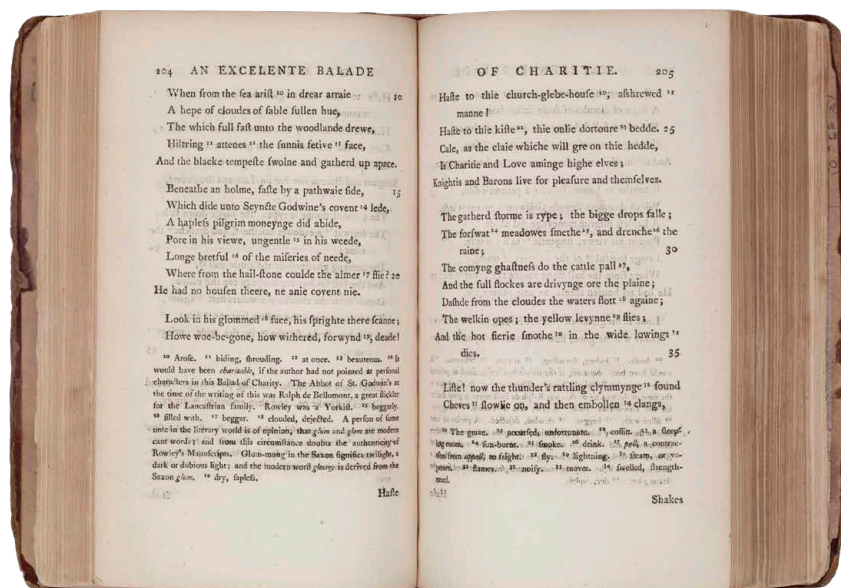 104 AN EXCELENTE BALADE
When from the sea arist ¹⁰ in drear arraie 10
A hepe of cloudes of sable sullen hue,
The which full fast unto the woodlande drewe,
Hiltring ¹¹ attenes ¹² the sunnis fetive ¹³ face,
And the blacke tempeste swolne and gatherd up apace.
Beneathe an holme, faste by a pathwaie side, 15
Which dide unto Seyncte Godwine's covent ¹⁴ lede,
A hapless pilgrim moneynge did abide,
Pore in his viewe, ungentle ¹⁵ in his weede,
Longe bretful ¹⁶ of the miseries of neede,
Where from the hail-stone coulde the almer ¹⁷ flie? 20
He had no housen theere, ne anie covent nie.
Look in his glommed ¹⁸ face, his sprighte there scanne;
Howe woe-be-gone, how withered, forwynd ¹⁹, deade!
¹⁰ Arose. ¹¹ hiding, shrouding. ¹² at once. ¹³ beauteous. ¹⁴ It
would have been charitable, if the author had not pointed at personal
characters in this Ballad of Charity. The Abbot of St. Godwin's at
the time of the writing of this was Ralph de Bellomont, a great stickler
for the Lancastrian family. Rowley was a Yorkist. ¹⁵ beggarly.
¹⁶ filled with. ¹⁷ beggar. ¹⁸ clouded, dejected. A person of some
note in the literary world is of opinion, that glum and glom are modern
cant words; and from this circumstance doubts the authenticity of
Rowley's Manuscripts. Glum-mong in the Saxon signifies twilight, a
dark or dubious light; and the modern word gloomy is derived from the
Saxon glum. ¹⁹ dry, sapless.
Haste
OF CHARITIE. 205
Haste to thie church-glebe-house ²⁰, asshrewed ²¹
manne!
Haste to thie kiste ²², thie onlie dortoure ²³ bedde. 25
Cale, as the claie whiche will gre on thie hedde,
Is Charitie and Love aminge highe elves;
Knightis and Barons live for pleasure and themselves.
The gatherd storme is rype; the bigge drops falle;
The forswat ²⁴ meadowes smethe ²⁵, and drenche ²⁶ the
raine; 30
The comyng ghastness do the cattle pall ²⁷,
And the full flockes are drivynge ore the plaine;
Dashde from the cloudes the waters flott ²⁸ againe;
The welkin opes; the yellow levynne ²⁹ flies;
And the hot fierie smothe ³⁰ in the wide lowings ³¹
dies. 35
Liste! now the thunder's rattling clymmynge ³² sound
Cheves ³³ slowlie on, and then embollen ³⁴ clangs,
²⁰ The grave. ²¹ accursed, unfortunate. ²² coffin. ²³ a sleep-
ing room. ²⁴ sun-burnt. ²⁵ smoke. ²⁶ drink. ²⁷ pall, a contrac-
tion from appall, to fright. ²⁸ fly. ²⁹ lightning. ³⁰ steam, or va-
pours. ³¹ flames. ³² noisy. ³³ moves. ³⁴ swelled, strength-
ened.
Shakes